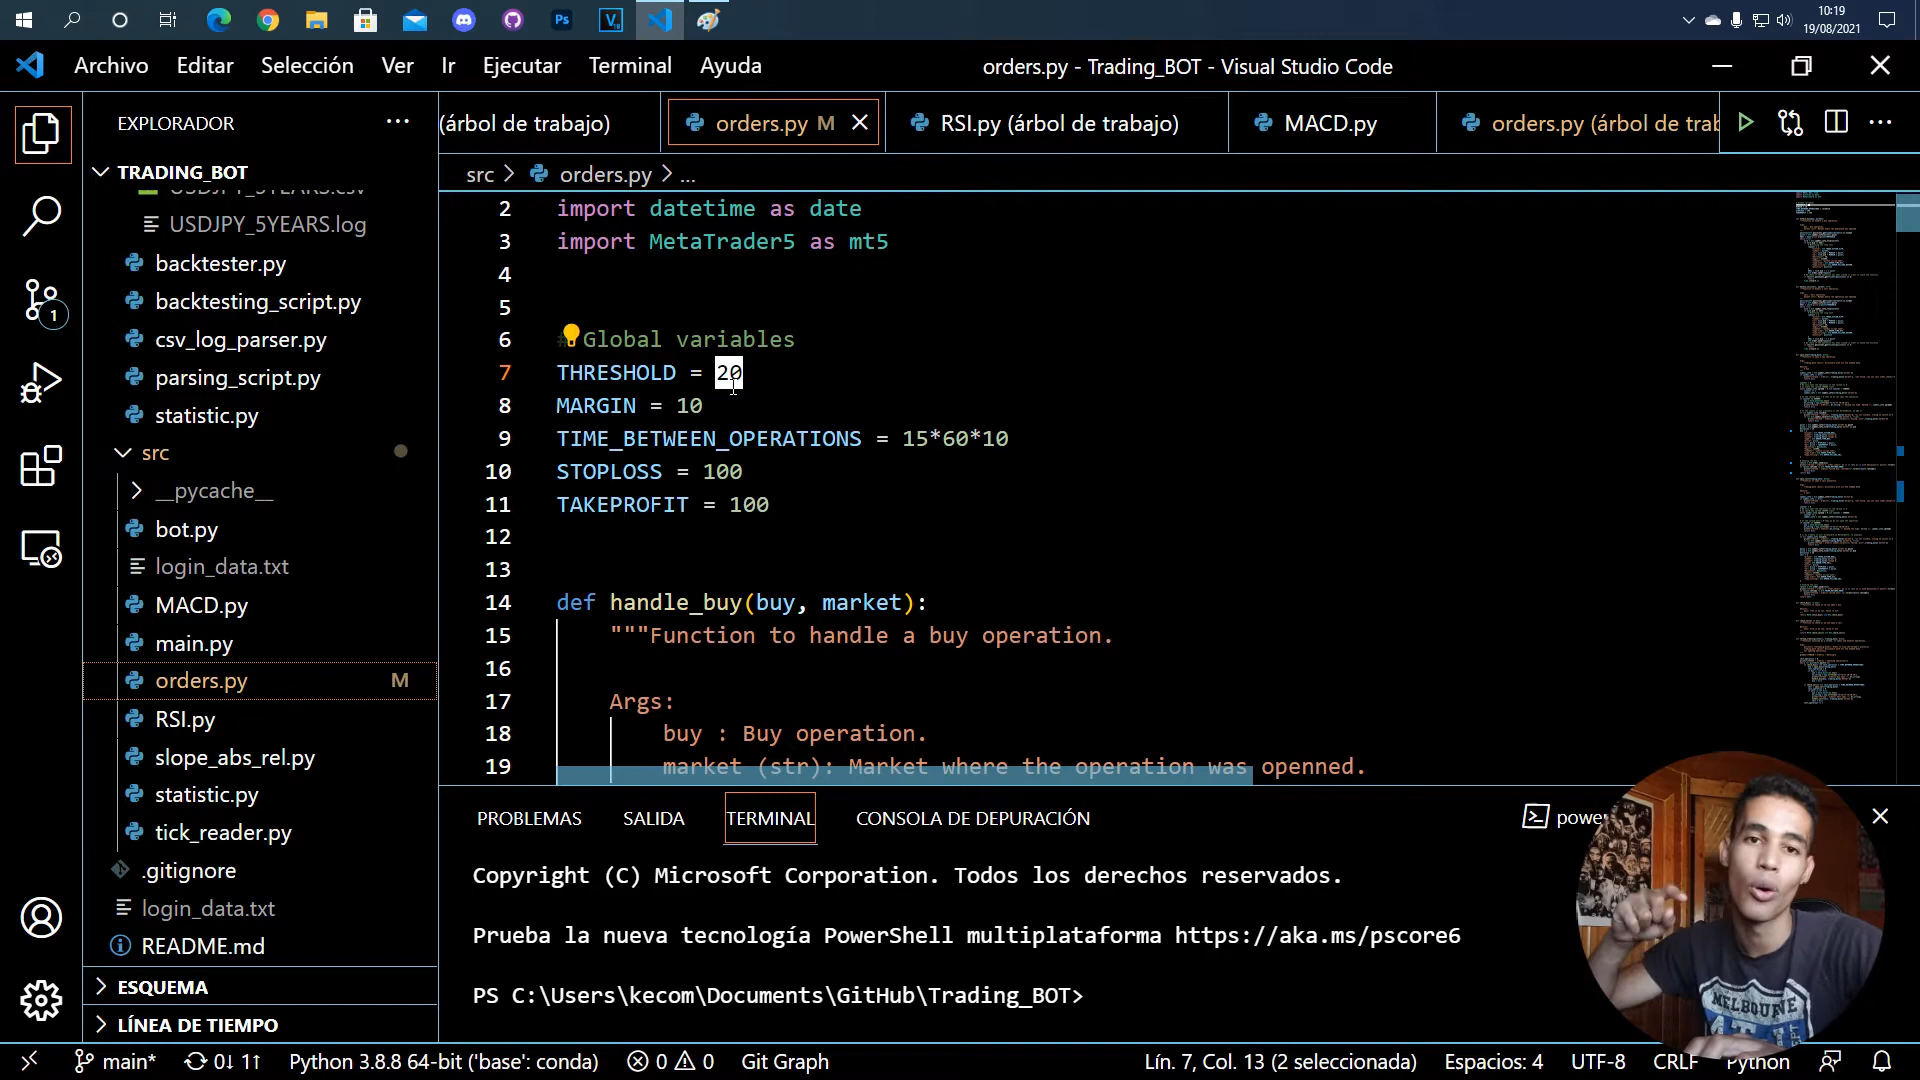 Ps
V
10:19
19/08/2021
Archivo Editar Selección Ver Ir Ejecutar Terminal Ayuda
orders.py - Trading_BOT - Visual Studio Code
EXPLORADOR
(árbol de trabajo)
orders.py M
RSI.py (árbol de trabajo)
MACD.py
orders.py (árbol de trab
TRADING_BOT
USDJPY_5YEARS.csv
USDJPY_5YEARS.log
backtester.py
backtesting_script.py
csv_log_parser.py
parsing_script.py
statistic.py
src
__pycache__
bot.py
login_data.txt
MACD.py
main.py
orders.py M
RSI.py
slope_abs_rel.py
statistic.py
tick_reader.py
.gitignore
login_data.txt
README.md
ESQUEMA
LÍNEA DE TIEMPO
1
src > orders.py > ...
2 import datetime as date
3 import MetaTrader5 as mt5
4
5
6 # Global variables
7 THRESHOLD = 20
8 MARGIN = 10
9 TIME_BETWEEN_OPERATIONS = 15*60*10
10 STOPLOSS = 100
11 TAKEPROFIT = 100
12
13
14 def handle_buy(buy, market):
15 """Function to handle a buy operation.
16
17 Args:
18 buy : Buy operation.
19 market (str): Market where the operation was openned.
PROBLEMAS SALIDA TERMINAL CONSOLA DE DEPURACIÓN
power
Copyright (C) Microsoft Corporation. Todos los derechos reservados.
Prueba la nueva tecnología PowerShell multiplataforma https://aka.ms/pscore6
PS C:\Users\kecom\Documents\GitHub\Trading_BOT>
MELBOURNE
main* 0↓ 1↑ Python 3.8.8 64-bit ('base': conda) 0 0 Git Graph
Lín. 7, Col. 13 (2 seleccionada) Espacios: 4 UTF-8 CRLF Python